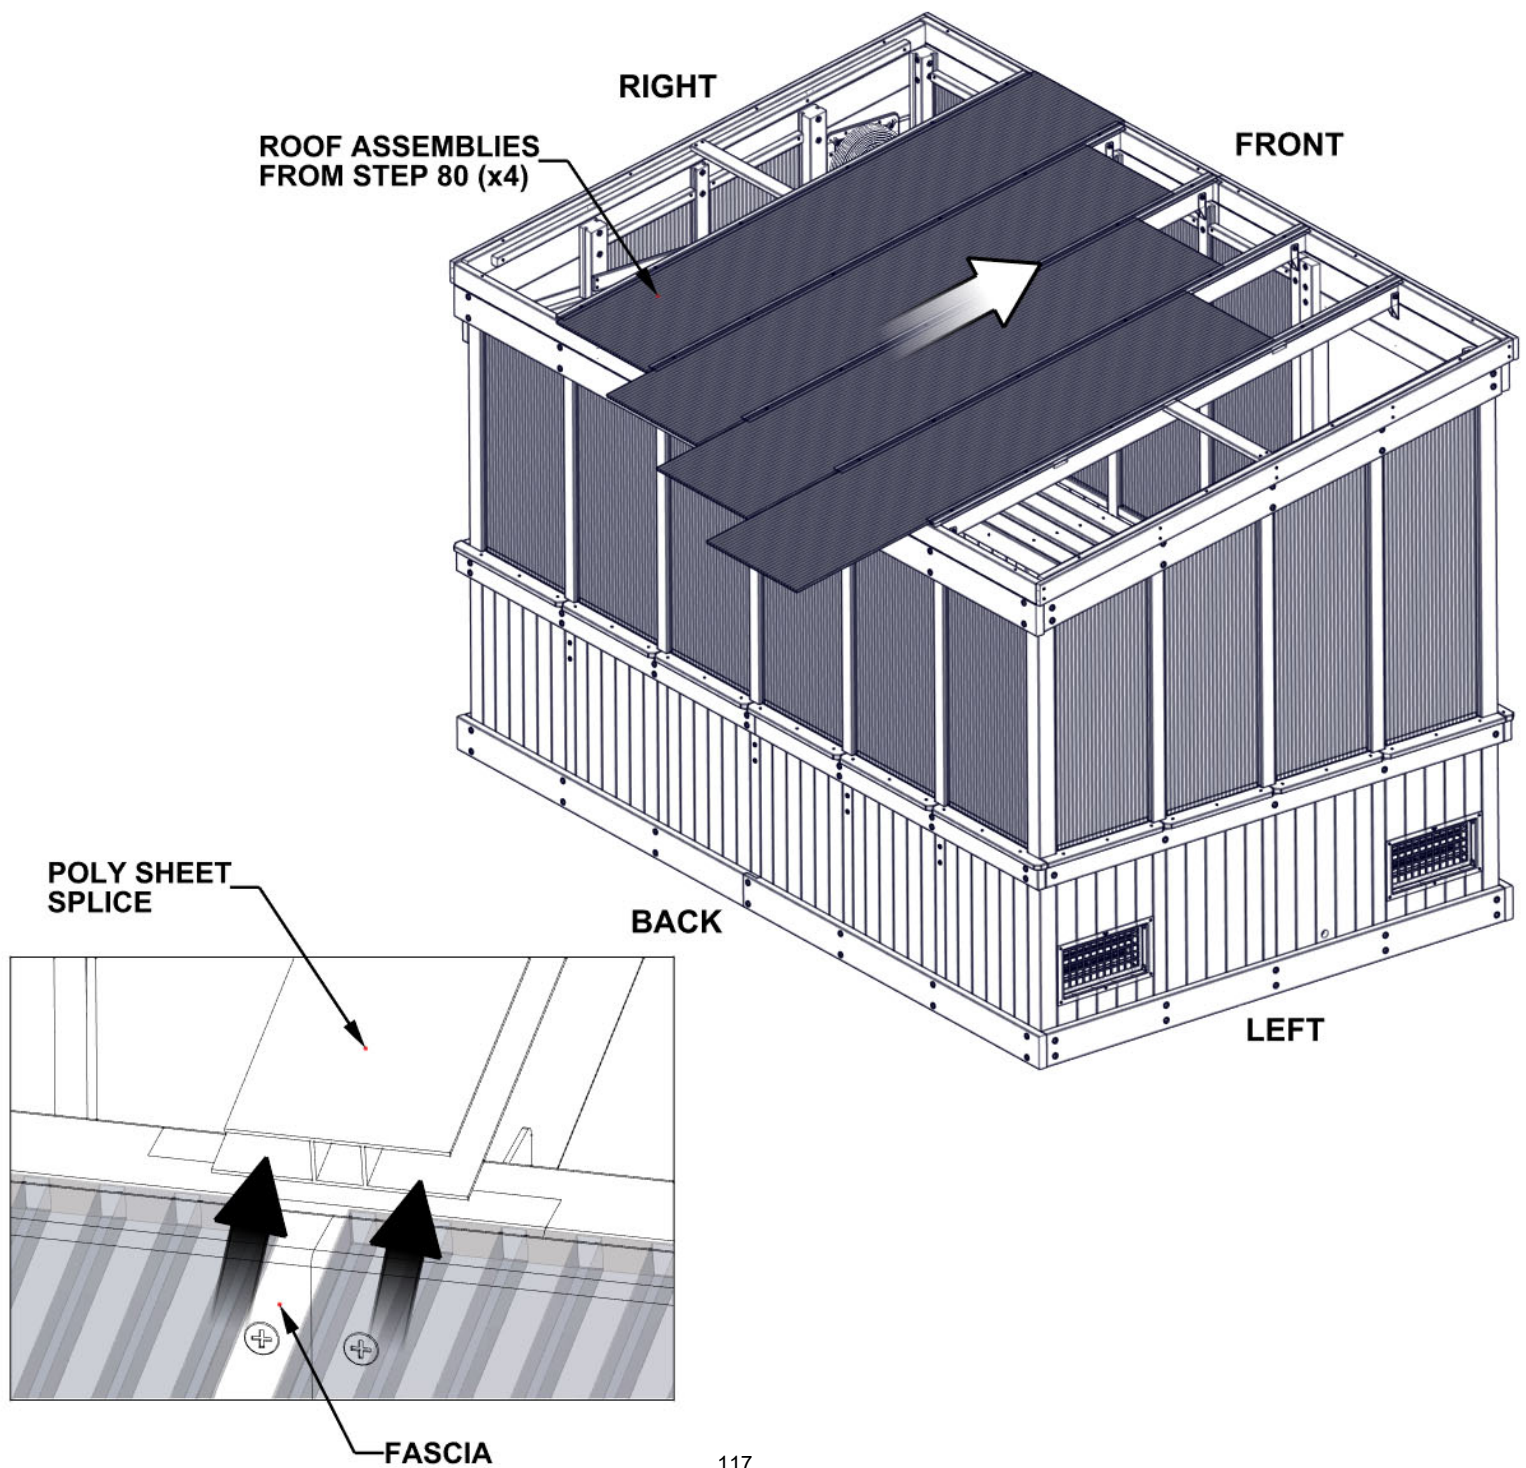 RIGHT
FRONT
ROOF ASSEMBLIES
FROM STEP 80 (x4)
POLY SHEET
SPLICE
BACK
LEFT
FASCIA
117